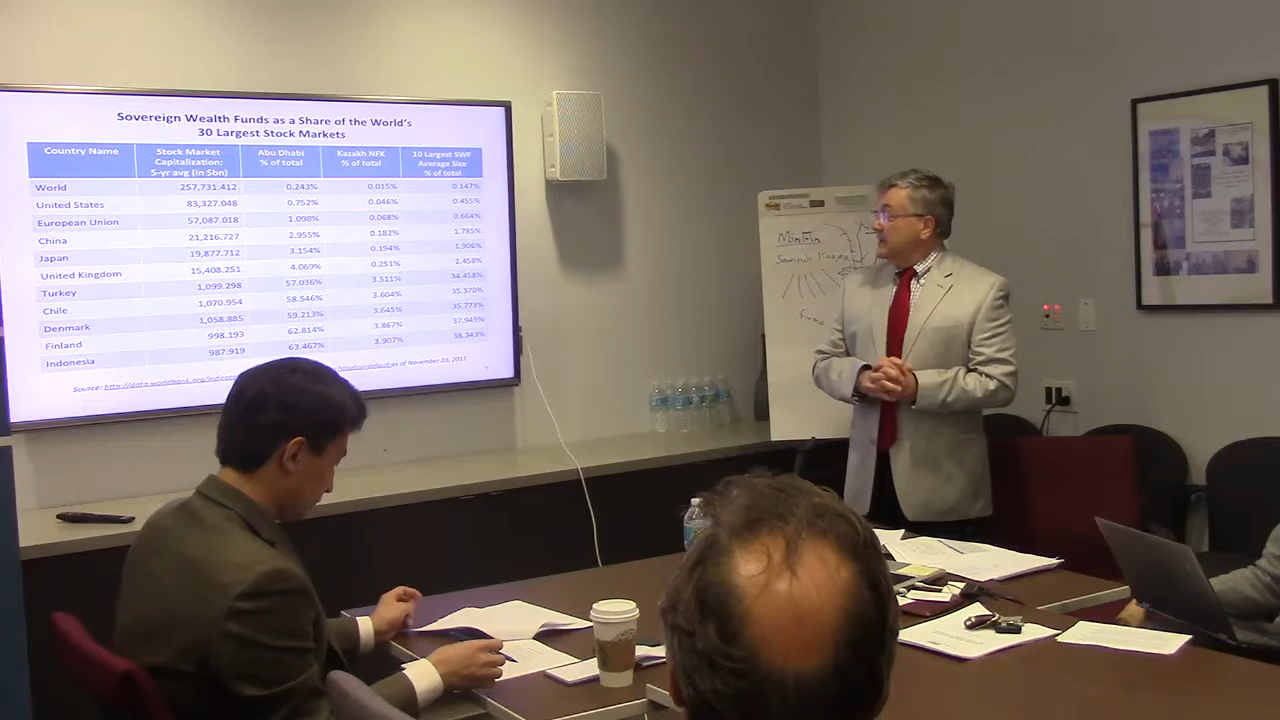 Sovereign Wealth Funds as a Share of the World's
30 Largest Stock Markets
Country Name Stock Market Abu Dhabi Kazakh NFK 10 Largest SWF
Capitalization: % of total % of total Average Size
5-yr avg (in $bn) % of total
World 257,731.412 0.243% 0.015% 0.147%
United States 83,327.048 0.752% 0.046% 0.455%
European Union 57,087.018 1.098% 0.068% 0.664%
China 21,216.727 2.955% 0.182% 1.785%
Japan 19,877.712 3.154% 0.194% 1.906%
United Kingdom 15,408.251 4.069% 0.251% 2.458%
Turkey 1,099.298 57.036% 3.511% 34.458%
Chile 1,070.954 58.546% 3.604% 35.370%
Denmark 1,058.885 59.213% 3.645% 35.773%
Finland 998.193 62.814% 3.867% 37.949%
Indonesia 987.919 63.467% 3.907% 38.343%
Source: http://data.worldbank.org/indicat as of November 23, 2013
MinFin